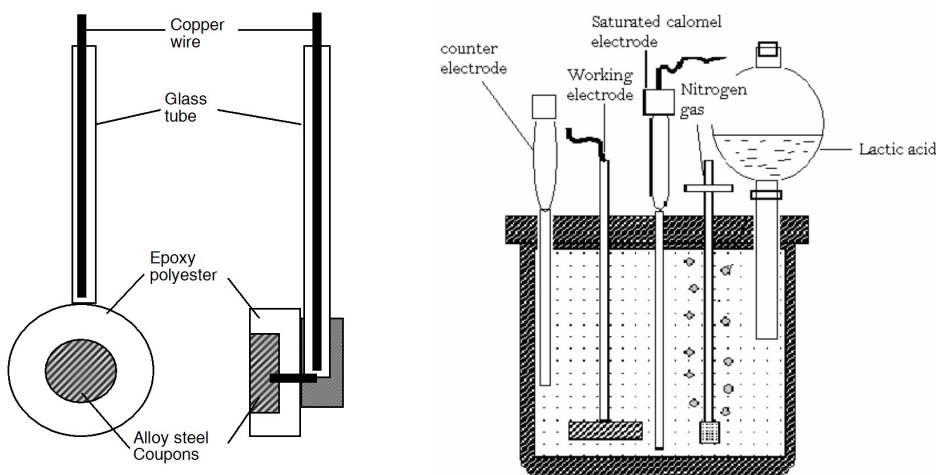 Copper
wire
Glass
tube
Epoxy
polyester
Alloy steel
Coupons
counter
electrode
Working
electrode
Saturated calomel
electrode
Nitrogen
gas
Lactic acid